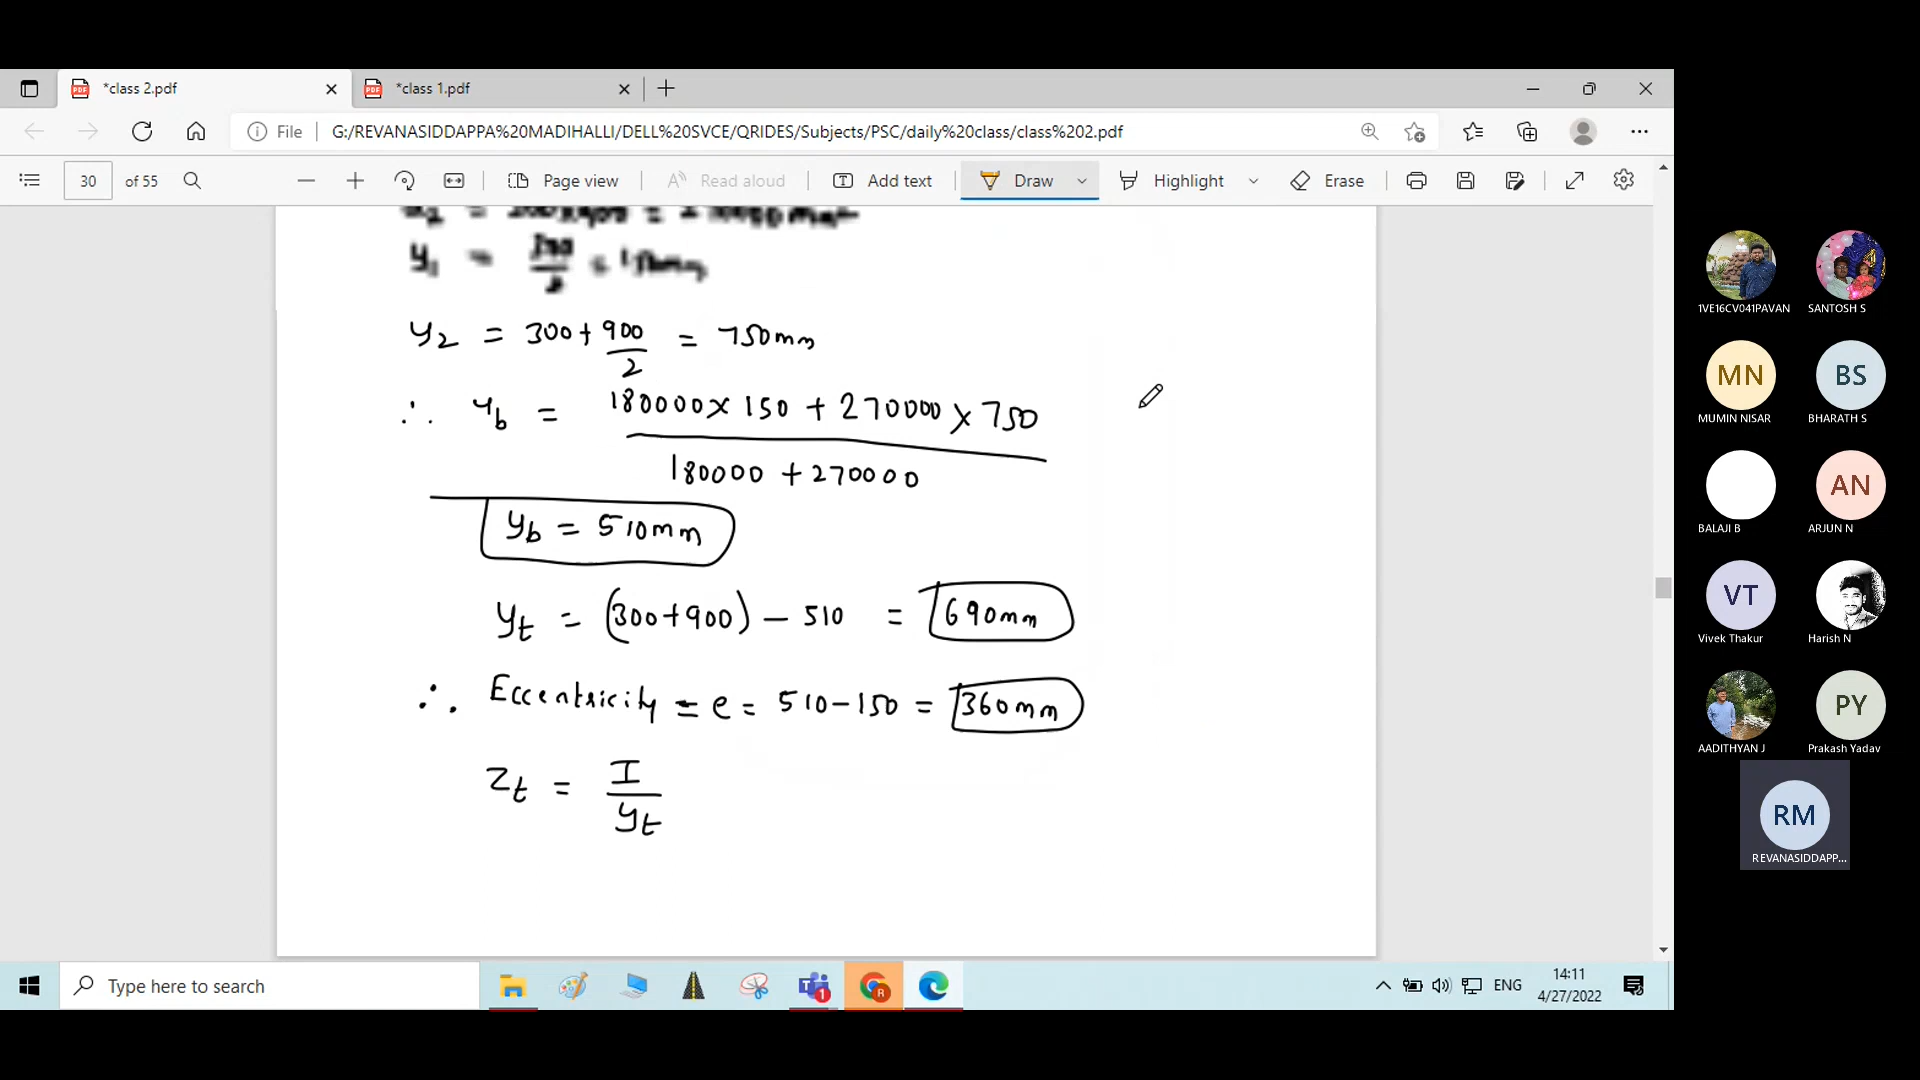 *class 2.pdf
*class 1.pdf
File G:/REVANASIDDAPPA%20MADIHALLI/DELL%20SVCE/QRIDES/Subjects/PSC/daily%20class/class%202.pdf
30 of 55 Page view Read aloud Add text Draw Highlight Erase
y₂ = 300 + 900/2 = 750mm
∴ yb = 180000 × 150 + 270000 × 750
180000 + 270000
yb = 510mm
yt = (300+900) – 510 = 690mm
∴ Eccentricity = e = 510 – 150 = 360mm
Zt = I/yt
1VE16CV041PAVAN SANTOSH S
MN BS
MUMIN NISAR BHARATH S
AN
BALAJI B ARJUN N
VT
Vivek Thakur Harish N
PY
AADITHYAN J Prakash Yadav
RM
REVANASIDDAPP...
Type here to search
1
R
ENG
14:11
4/27/2022